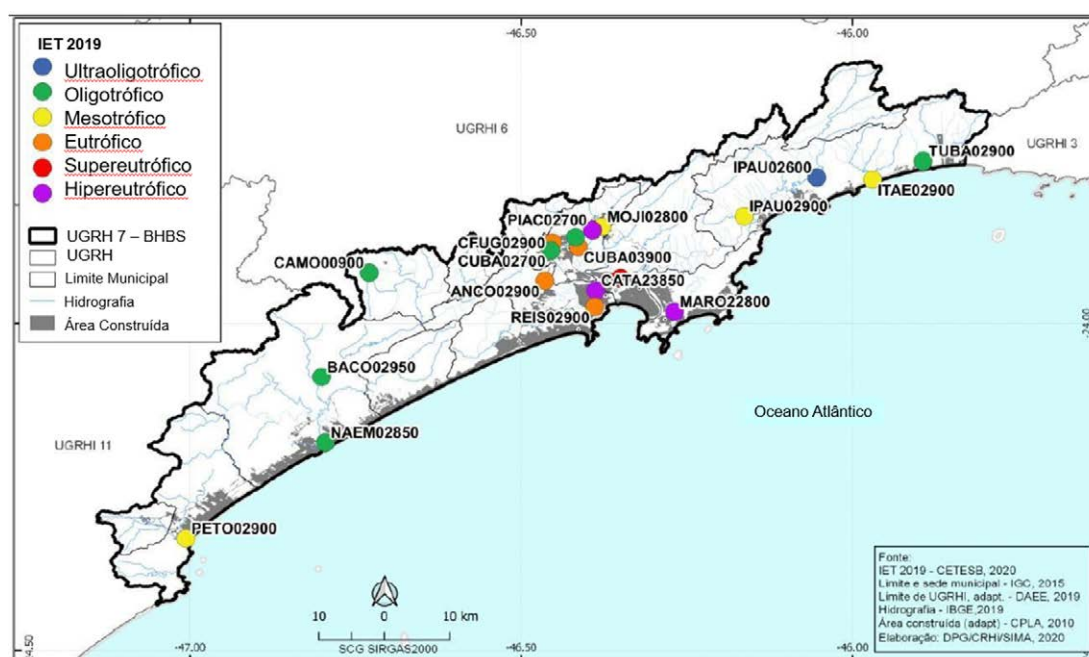 IET 2019
Ultraoligotrófico
Oligotrófico
Mesotrófico
Eutrófico
Supereutrófico
Hipereutrófico
UGRH 7 – BHBS
UGRH
Limite Municipal
Hidrografia
Área Construída
-46.50
-46.00
UGRHI 6
UGRHI 3
TUBA02900
IPAU02600
ITAE02900
IPAU02900
PIAC02700
MOJI02800
CFUG02900
CUBA02700
CUBA03900
CAMO00900
ANCO02900
CATA23850
REIS02900
MARO22800
-24.00
BACO02950
Oceano Atlântico
NAEM02850
UGRHI 11
PETO02900
10 0 10 km
SCG SIRGAS2000
Fonte:
IET 2019 - CETESB, 2020
Limite e sede municipal - IGC, 2015
Limite de UGRHI, adapt. - DAEE, 2019
Hidrografia - IBGE,2019
Área construída (adapt) - CPLA, 2010
Elaboração: DPG/CRHi/SIMA, 2020
-47.00
-46.50
-46.00